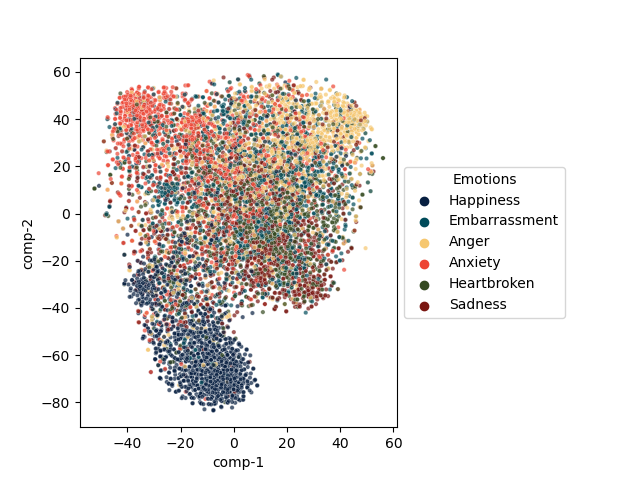 60
40
20
0
−20
−40
−60
−80
comp-2
−40
−20
0
20
40
60
comp-1
Emotions
Happiness
Embarrassment
Anger
Anxiety
Heartbroken
Sadness